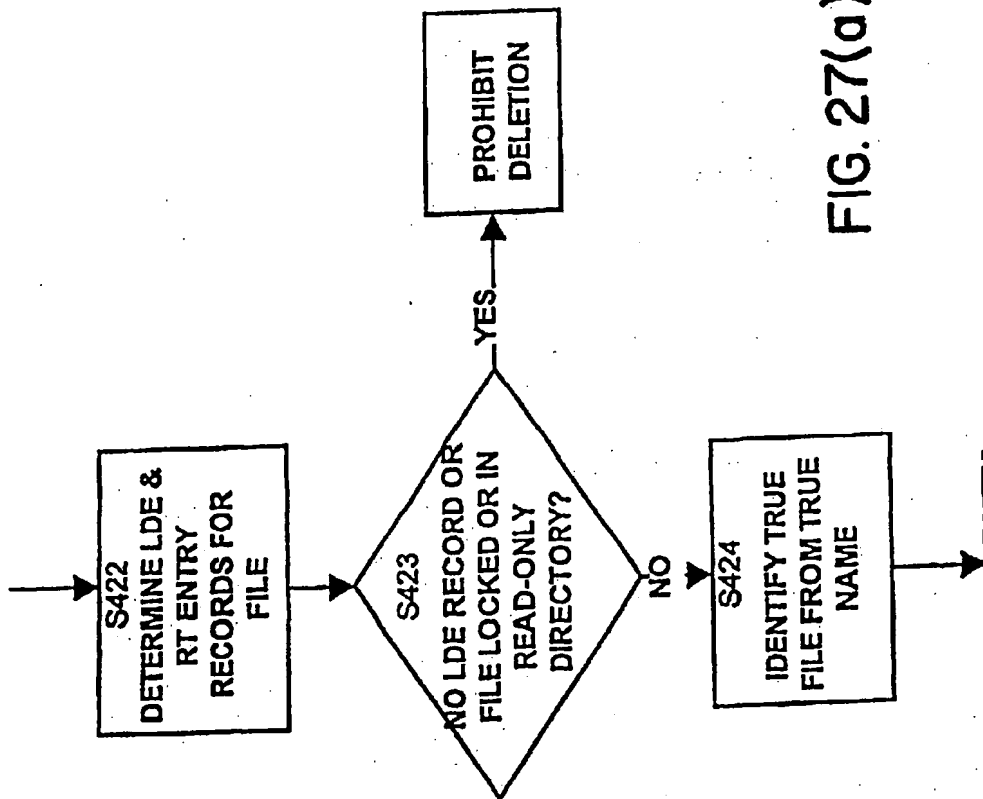 S422
DETERMINE LDE &
RT ENTRY
RECORDS FOR
FILE
S423
NO LDE RECORD OR
FILE LOCKED OR IN
READ-ONLY
DIRECTORY?
YES
PROHIBIT
DELETION
NO
S424
IDENTIFY TRUE
FILE FROM TRUE
NAME
FIG. 27(a)